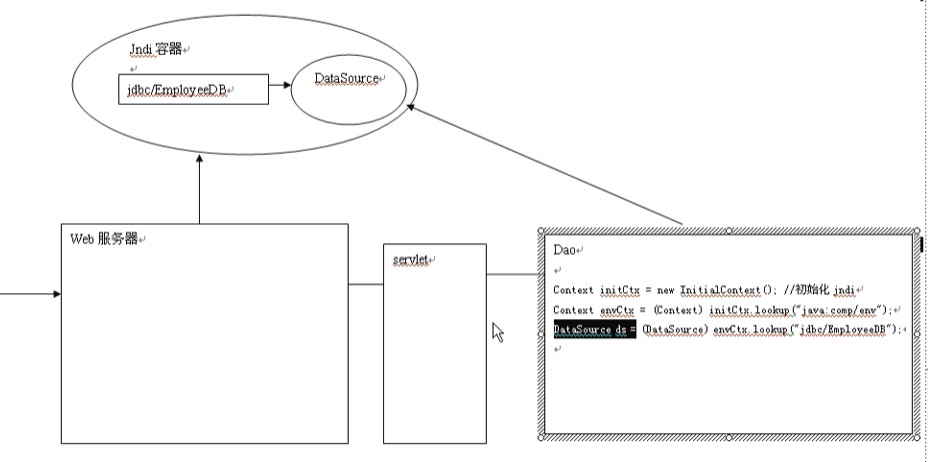 Jndi 容器
jdbc/EmployeeDB
DataSource
Web 服务器
servlet
Dao
Context initCtx = new InitialContext(); //初始化 jndi
Context envCtx = (Context) initCtx.lookup("java:comp/env");
DataSource ds = (DataSource) envCtx.lookup("jdbc/EmployeeDB");